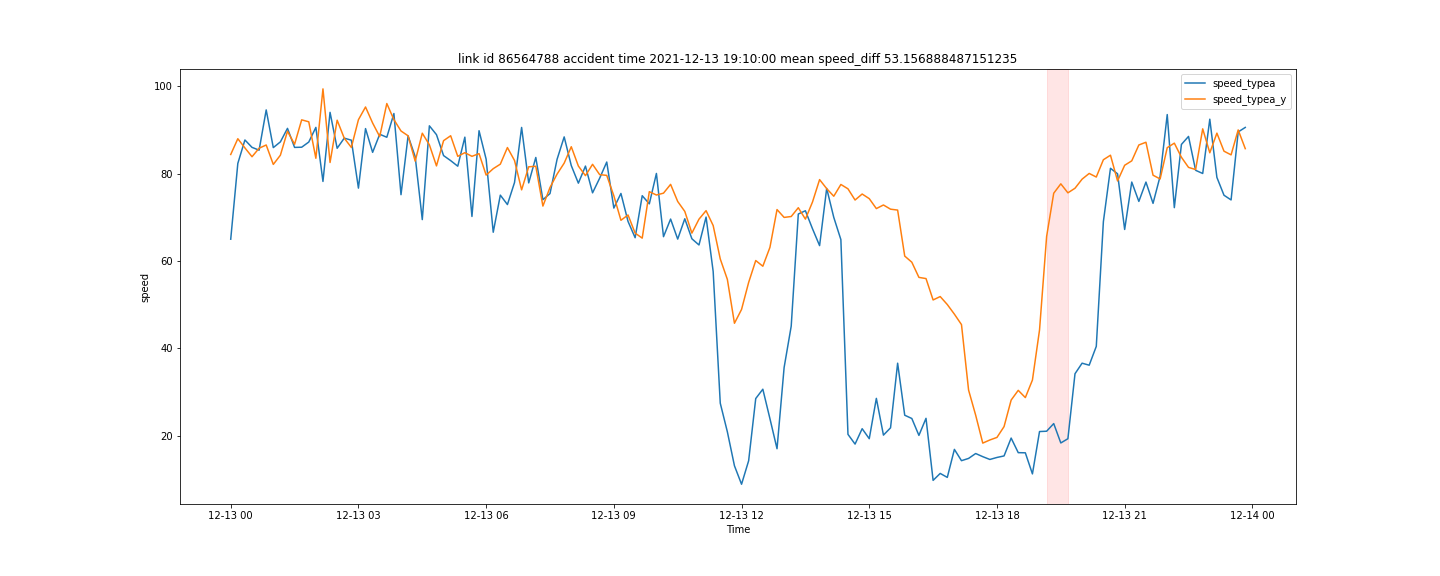 link id 86564788 accident time 2021-12-13 19:10:00 mean speed_diff 53.156888487151235
speed_typea
speed_typea_y
100
80
60
40
20
speed
12-13 00
12-13 03
12-13 06
12-13 09
12-13 12
12-13 15
12-13 18
12-13 21
12-14 00
Time